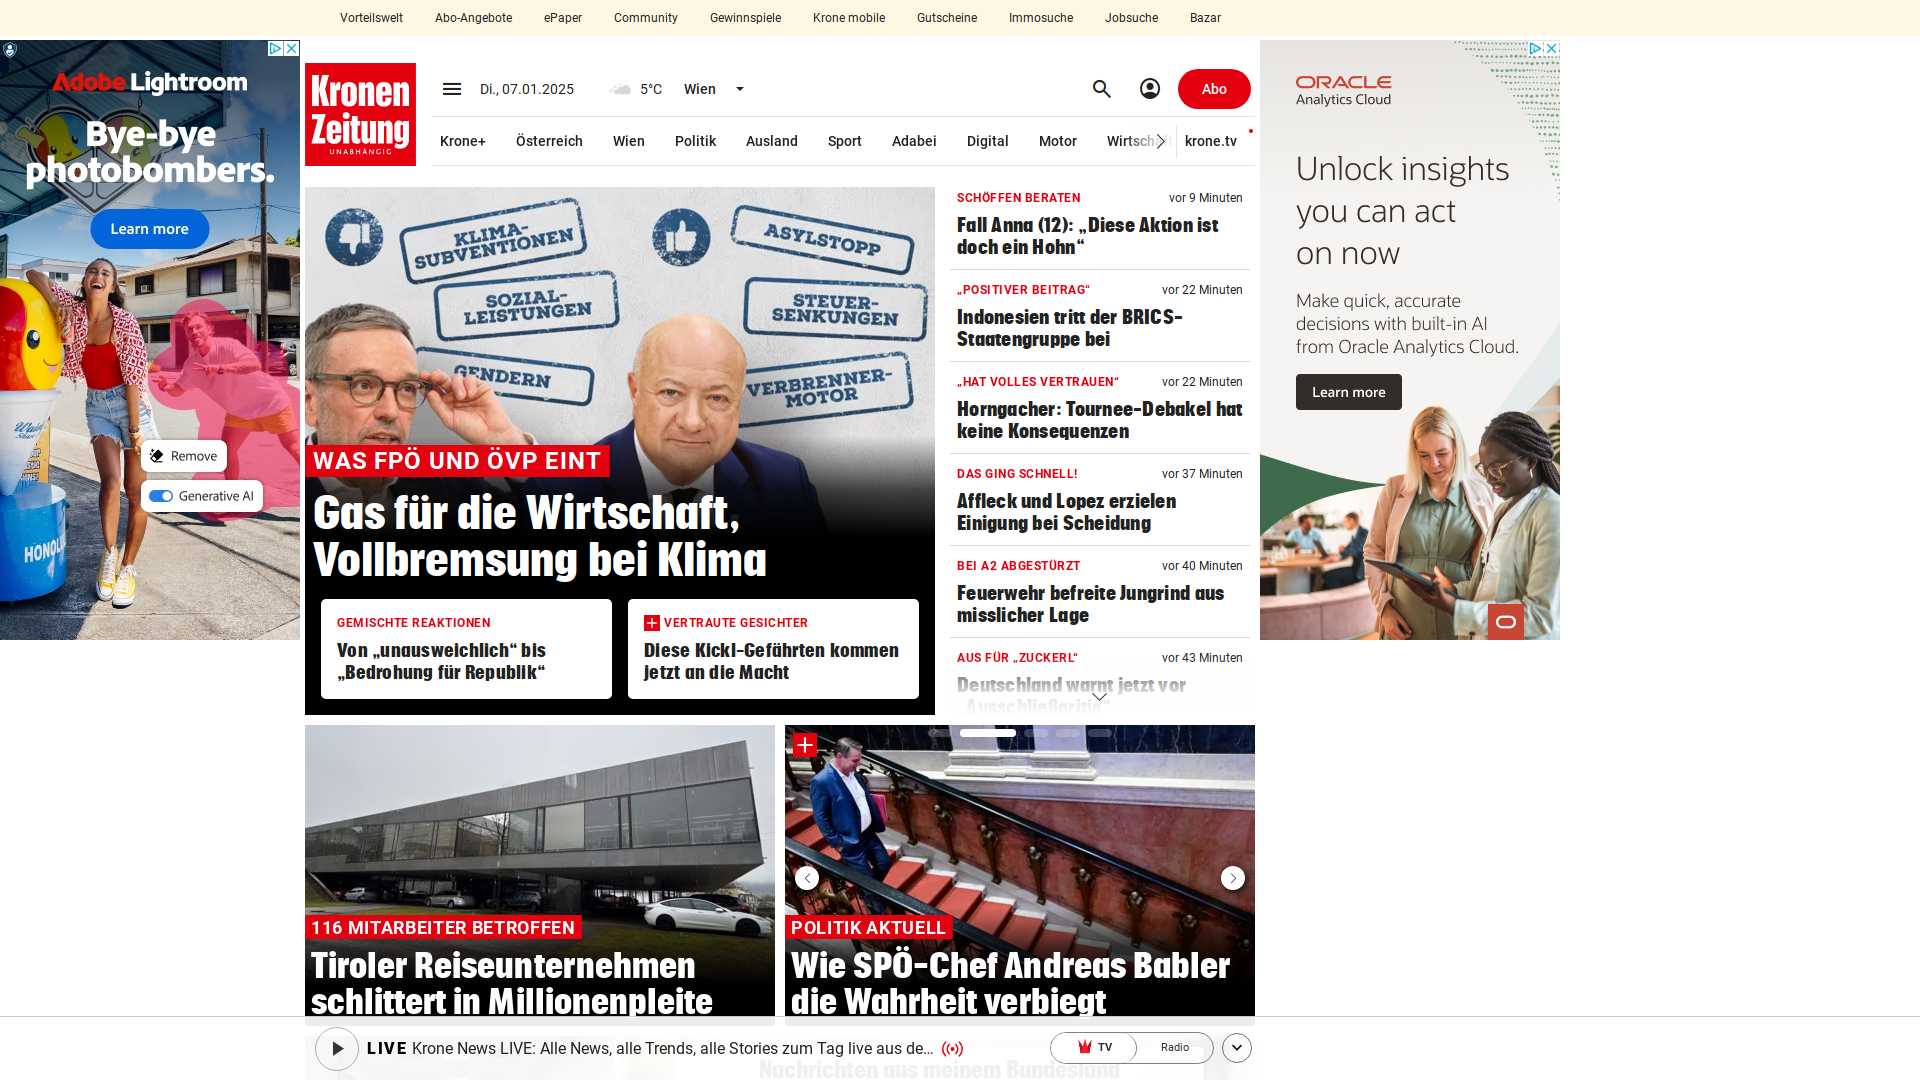 Vorteilswelt
Abo-Angebote
ePaper
Community
Gewinnspiele
Krone mobile
Gutscheine
Immosuche
Jobsuche
Bazar
Adobe Lightroom
Bye-bye
photobombers.
Learn more
Remove
Generative AI
HONOL
Kronen
Zeitung
UNABHÄNGIG
Di., 07.01.2025
5°C
Wien
Abo
Krone+
Österreich
Wien
Politik
Ausland
Sport
Adabei
Digital
Motor
Wirtsch
krone.tv
KLIMA-
SUBVENTIONEN
SOZIAL-
LEISTUNGEN
GENDERN
ASYLSTOPP
STEUER-
SENKUNGEN
VERBRENNER-
MOTOR
WAS FPÖ UND ÖVP EINT
Gas für die Wirtschaft,
Vollbremsung bei Klima
GEMISCHTE REAKTIONEN
Von „unausweichlich“ bis
„Bedrohung für Republik“
VERTRAUTE GESICHTER
Diese Kickl-Gefährten kommen
jetzt an die Macht
SCHÖFFEN BERATEN vor 9 Minuten
Fall Anna (12): „Diese Aktion ist
doch ein Hohn“
„POSITIVER BEITRAG“ vor 22 Minuten
Indonesien tritt der BRICS-
Staatengruppe bei
„HAT VOLLES VERTRAUEN“ vor 22 Minuten
Horngacher: Tournee-Debakel hat
keine Konsequenzen
DAS GING SCHNELL! vor 37 Minuten
Affleck und Lopez erzielen
Einigung bei Scheidung
BEI A2 ABGESTÜRZT vor 40 Minuten
Feuerwehr befreite Jungrind aus
misslicher Lage
AUS FÜR „ZUCKERL“ vor 43 Minuten
Deutschland warnt jetzt vor
„Ausschließeritis“
116 MITARBEITER BETROFFEN
Tiroler Reiseunternehmen
schlittert in Millionenpleite
POLITIK AKTUELL
Wie SPÖ-Chef Andreas Babler
die Wahrheit verbiegt
ORACLE
Analytics Cloud
Unlock insights
you can act
on now
Make quick, accurate
decisions with built-in AI
from Oracle Analytics Cloud.
Learn more
LIVE Krone News LIVE: Alle News, alle Trends, alle Stories zum Tag live aus de...
TV
Radio
Nachrichten aus meinem Bundesland